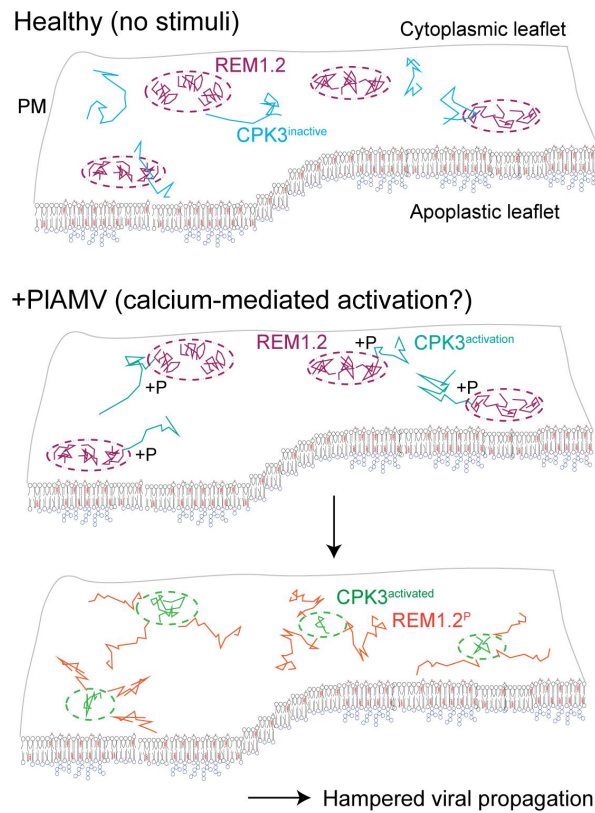 Healthy (no stimuli)
Cytoplasmic leaflet
REM1.2
PM
CPK3inactive
Apoplastic leaflet
+PlAMV (calcium-mediated activation?)
REM1.2
+P
CPK3activation
+P
+P
+P
CPK3activated
REM1.2P
Hampered viral propagation